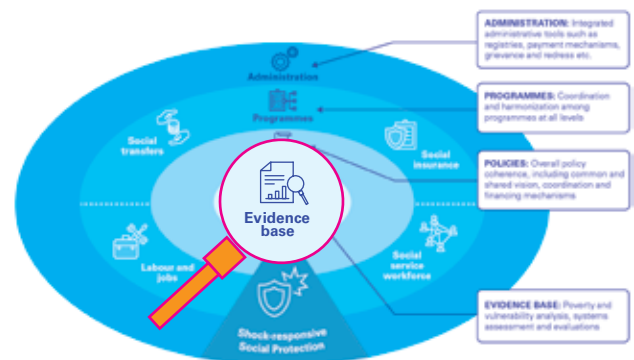 ADMINISTRATION: Integrated
administrative tools such as
registries, payment mechanisms,
grievance and redress etc.
Administration
PROGRAMMES: Coordination
and harmonization among
programmes at all levels
Programmes
Social
transfers
Social
insurance
POLICIES: Overall policy
coherence, including common and
shared vision, coordination and
financing mechanisms
Evidence
base
Labour and
jobs
Social
service
workforce
EVIDENCE BASE: Poverty and
vulnerability analysis, systems
assessment and evaluations
Shock-responsive
Social Protection